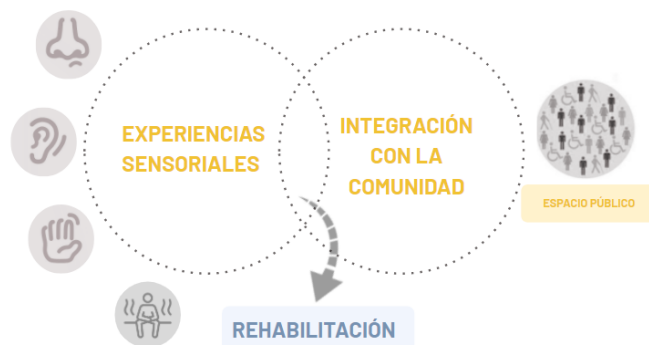 EXPERIENCIAS
SENSORIALES
INTEGRACIÓN
CON LA
COMUNIDAD
ESPACIO PÚBLICO
REHABILITACIÓN